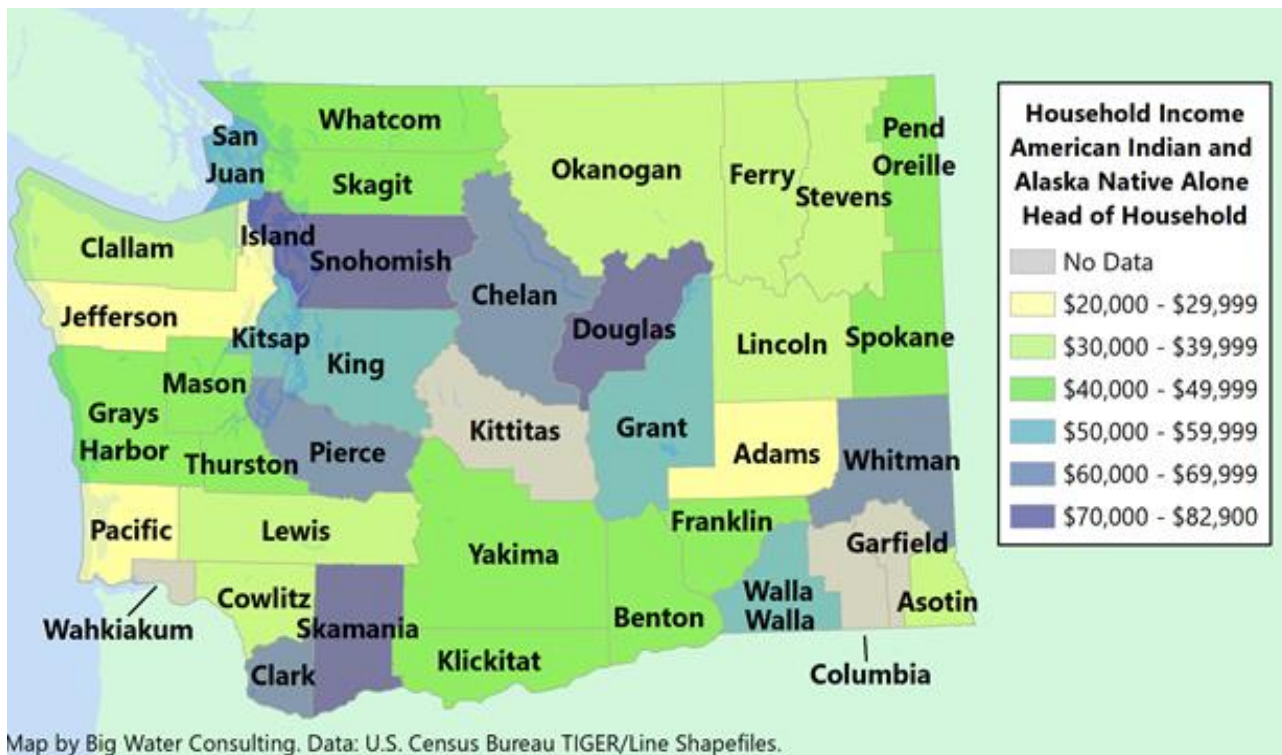 San
Juan
Whatcom
Skagit
Okanogan
Ferry
Stevens
Pend
Oreille
Clallam
Island
Snohomish
Chelan
Douglas
Jefferson
Kitsap
King
Lincoln
Spokane
Mason
Grays
Harbor
Thurston
Pierce
Kittitas
Grant
Adams
Whitman
Pacific
Lewis
Yakima
Franklin
Garfield
Wahkiakum
Cowlitz
Skamania
Benton
Walla
Walla
Asotin
Clark
Klickitat
Columbia
Household Income
American Indian and
Alaska Native Alone
Head of Household
No Data
$20,000 - $29,999
$30,000 - $39,999
$40,000 - $49,999
$50,000 - $59,999
$60,000 - $69,999
$70,000 - $82,900
Map by Big Water Consulting. Data: U.S. Census Bureau TIGER/Line Shapefiles.